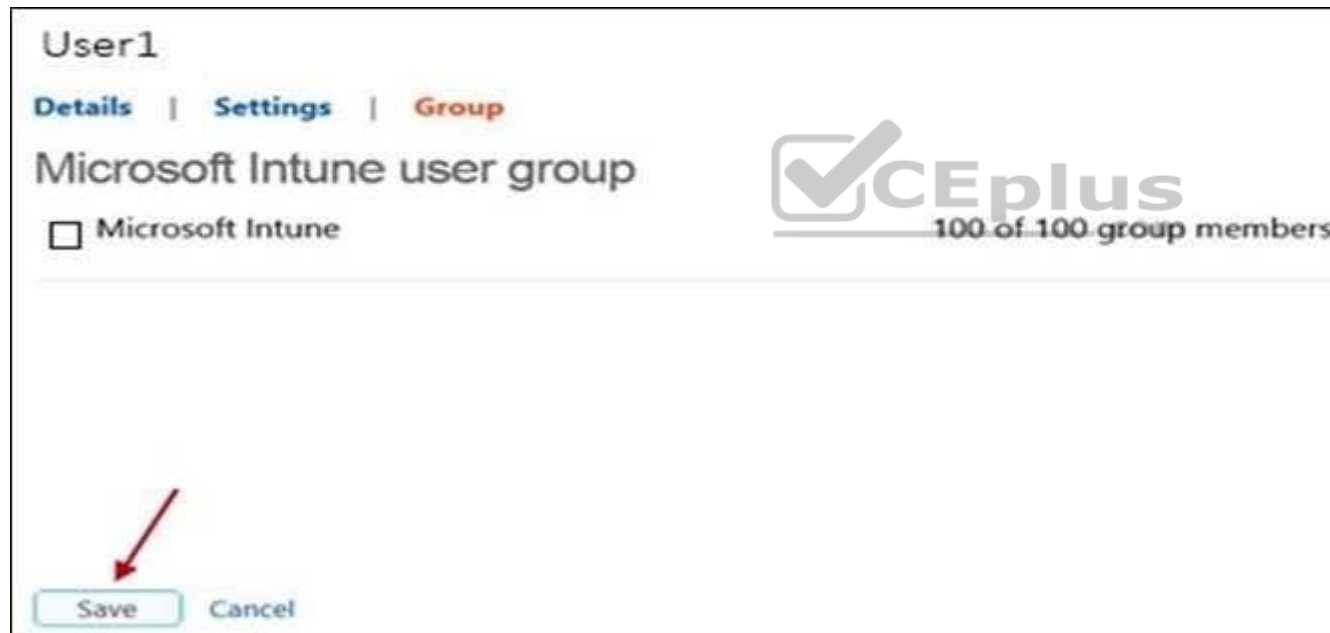 User1
Details | Settings | Group
Microsoft Intune user group
CEplus
Microsoft Intune 100 of 100 group members
Save Cancel